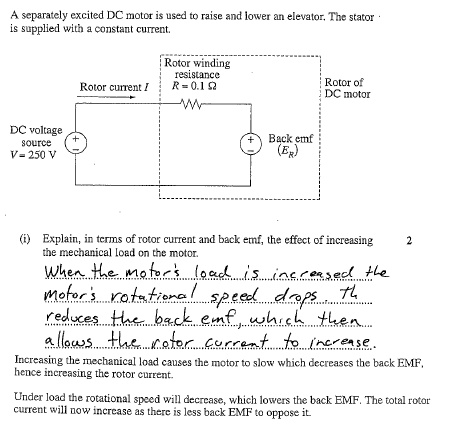 A separately excited DC motor is used to raise and lower an elevator. The stator
is supplied with a constant current.
Rotor winding
resistance
R = 0.1 Ω
Rotor current I
Rotor of
DC motor
DC voltage
source
V = 250 V
+
+
Back emf
(E_R)
(i) Explain, in terms of rotor current and back emf, the effect of increasing 2
the mechanical load on the motor.
When the motor's load is increased the
motor's rotational speed drops. Th
reduces the back emf, which then
allows the rotor current to increase.
Increasing the mechanical load causes the motor to slow which decreases the back EMF,
hence increasing the rotor current.
Under load the rotational speed will decrease, which lowers the back EMF. The total rotor
current will now increase as there is less back EMF to oppose it.